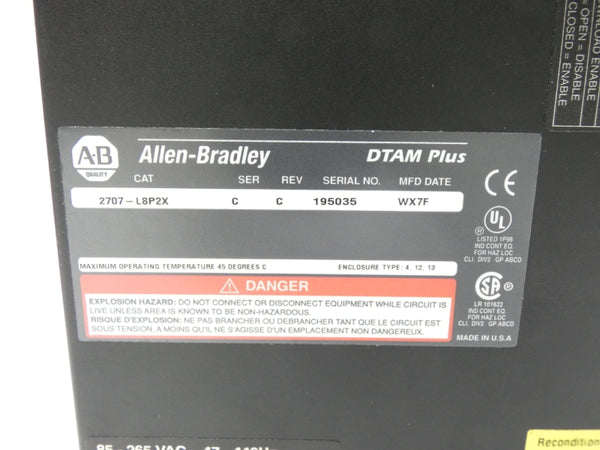 DOWNLOAD ENABLE
= OPEN = DISABLE
CLOSED = ENABLE
A·B
QUALITY
Allen-Bradley DTAM Plus
CAT SER REV SERIAL NO. MFD DATE
2707-L8P2X C C 195035 WX7F
CE
UL
LISTED 1P98
IND CONT EQ.
FOR HAZ LOC
CLI, DIV2 GP ABCD
MAXIMUM OPERATING TEMPERATURE 45 DEGREES C ENCLOSURE TYPE: 4, 12, 13
DANGER
EXPLOSION HAZARD: DO NOT CONNECT OR DISCONNECT EQUIPMENT WHILE CIRCUIT IS
LIVE UNLESS AREA IS KNOWN TO BE NON-HAZARDOUS.
RISQUE D'EXPLOSION: NE PAS BRANCHER OU DEBRANCHER TANT QUE LE CIRCUIT EST
SOUS TENSION, A MOINS QU'IL NE S'AGISSE D'UN EMPLACEMENT NON DANGEREUX.
SA
LR 101622
IND CONT EQ.
FOR HAZ LOC
CLI, DIV2 GP ABCD
MADE IN U.S.A
85 - 265 VAC
Recondition